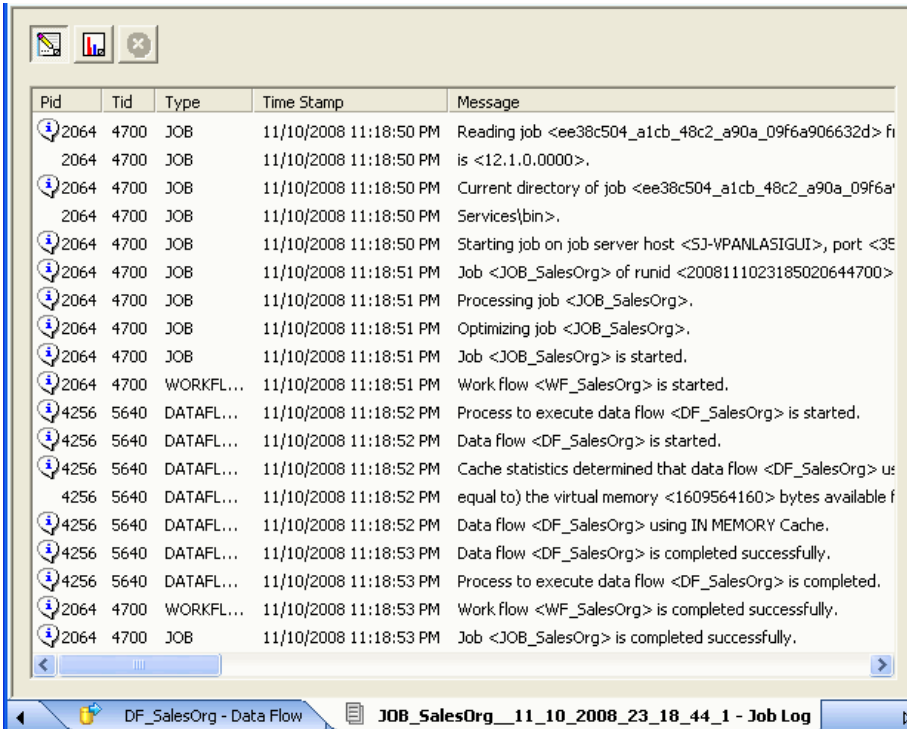 Pid Tid Type Time Stamp Message
2064 4700 JOB 11/10/2008 11:18:50 PM Reading job <ee38c504_a1cb_48c2_a90a_09f6a906632d> fr
2064 4700 JOB 11/10/2008 11:18:50 PM is <12.1.0.0000>.
2064 4700 JOB 11/10/2008 11:18:50 PM Current directory of job <ee38c504_a1cb_48c2_a90a_09f6a
2064 4700 JOB 11/10/2008 11:18:50 PM Services\bin>.
2064 4700 JOB 11/10/2008 11:18:50 PM Starting job on job server host <SJ-VPANLASIGUI>, port <35
2064 4700 JOB 11/10/2008 11:18:51 PM Job <JOB_SalesOrg> of runid <2008111023185020644700>
2064 4700 JOB 11/10/2008 11:18:51 PM Processing job <JOB_SalesOrg>.
2064 4700 JOB 11/10/2008 11:18:51 PM Optimizing job <JOB_SalesOrg>.
2064 4700 JOB 11/10/2008 11:18:51 PM Job <JOB_SalesOrg> is started.
2064 4700 WORKFL... 11/10/2008 11:18:51 PM Work flow <WF_SalesOrg> is started.
4256 5640 DATAFL... 11/10/2008 11:18:52 PM Process to execute data flow <DF_SalesOrg> is started.
4256 5640 DATAFL... 11/10/2008 11:18:52 PM Data flow <DF_SalesOrg> is started.
4256 5640 DATAFL... 11/10/2008 11:18:52 PM Cache statistics determined that data flow <DF_SalesOrg> us
4256 5640 DATAFL... 11/10/2008 11:18:52 PM equal to) the virtual memory <1609564160> bytes available f
4256 5640 DATAFL... 11/10/2008 11:18:52 PM Data flow <DF_SalesOrg> using IN MEMORY Cache.
4256 5640 DATAFL... 11/10/2008 11:18:53 PM Data flow <DF_SalesOrg> is completed successfully.
4256 5640 DATAFL... 11/10/2008 11:18:53 PM Process to execute data flow <DF_SalesOrg> is completed.
2064 4700 WORKFL... 11/10/2008 11:18:53 PM Work flow <WF_SalesOrg> is completed successfully.
2064 4700 JOB 11/10/2008 11:18:53 PM Job <JOB_SalesOrg> is completed successfully.
DF_SalesOrg - Data Flow JOB_SalesOrg__11_10_2008_23_18_44_1 - Job Log